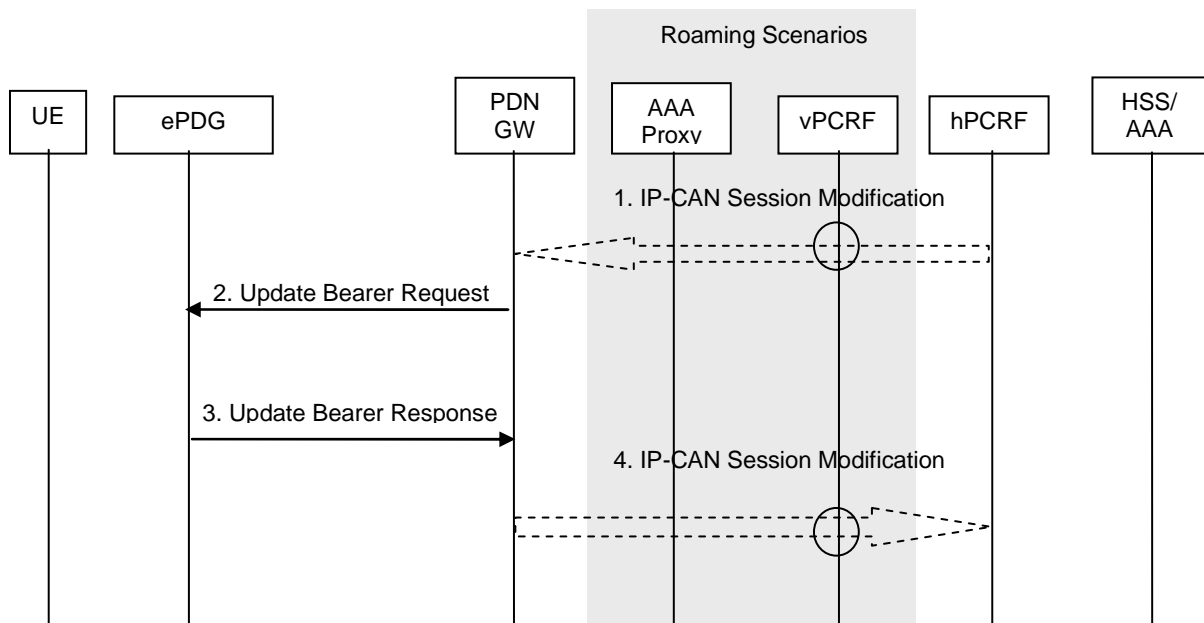 Roaming Scenarios
UE
ePDG
PDN
GW
AAA
Proxy
vPCRF
hPCRF
HSS/
AAA
1. IP-CAN Session Modification
2. Update Bearer Request
3. Update Bearer Response
4. IP-CAN Session Modification